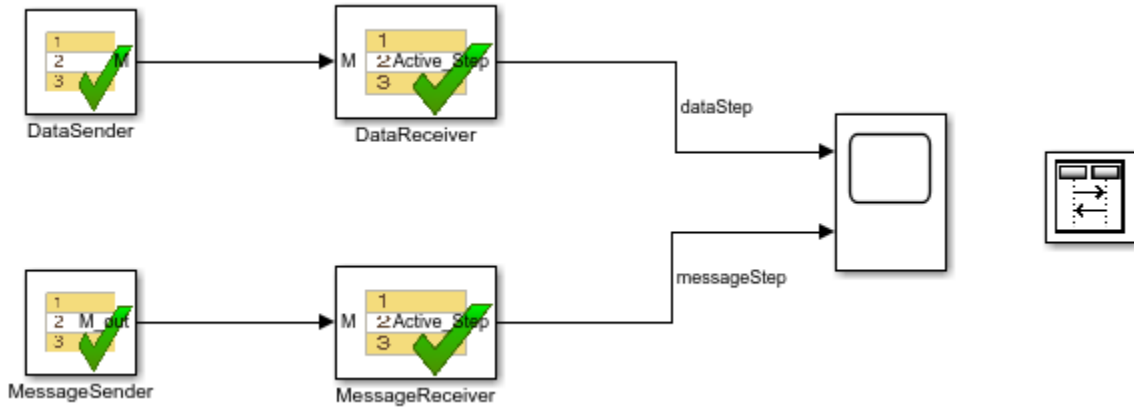 1
2 M
3
DataSender
1
M 2 Active_Step
3
DataReceiver
dataStep
1
2 M_out
3
MessageSender
1
M 2 Active_Step
3
MessageReceiver
messageStep